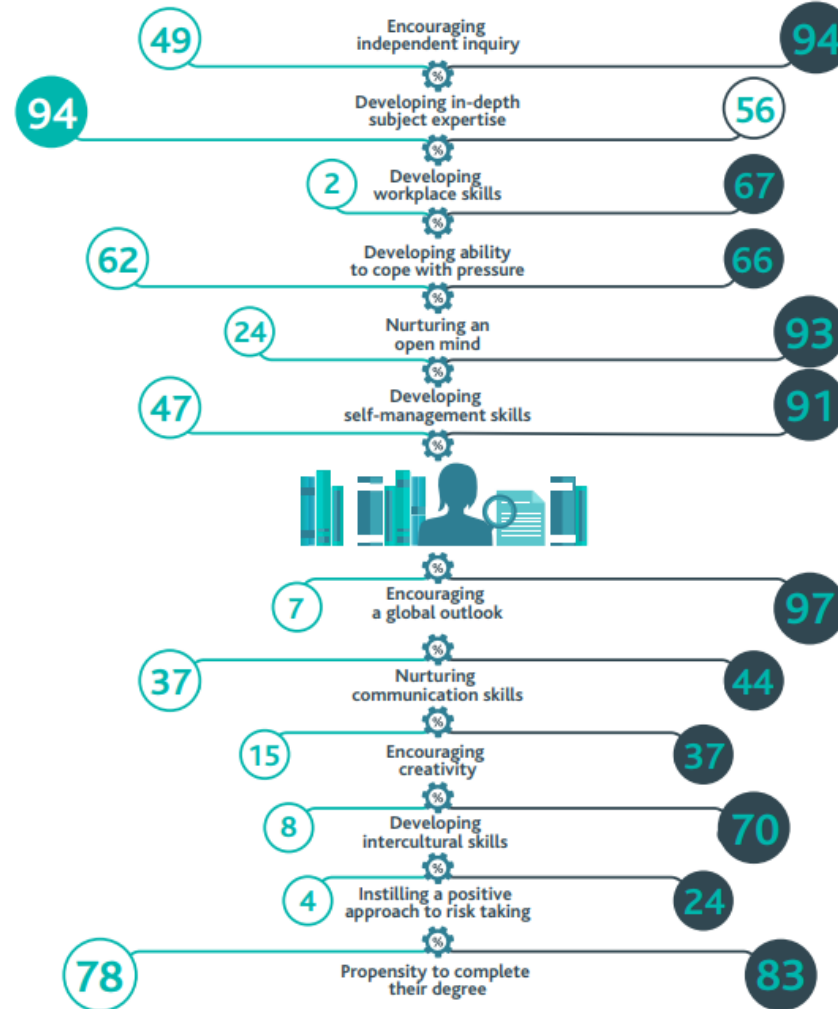 49
Encouraging
independent inquiry
94
%
94
Developing in-depth
subject expertise
56
%
2
Developing
workplace skills
67
%
62
Developing ability
to cope with pressure
66
%
24
Nurturing an
open mind
93
%
47
Developing
self-management skills
91
%
%
7
Encouraging
a global outlook
97
%
37
Nurturing
communication skills
44
%
15
Encouraging
creativity
37
%
8
Developing
intercultural skills
70
%
4
Instilling a positive
approach to risk taking
24
%
78
Propensity to complete
their degree
83